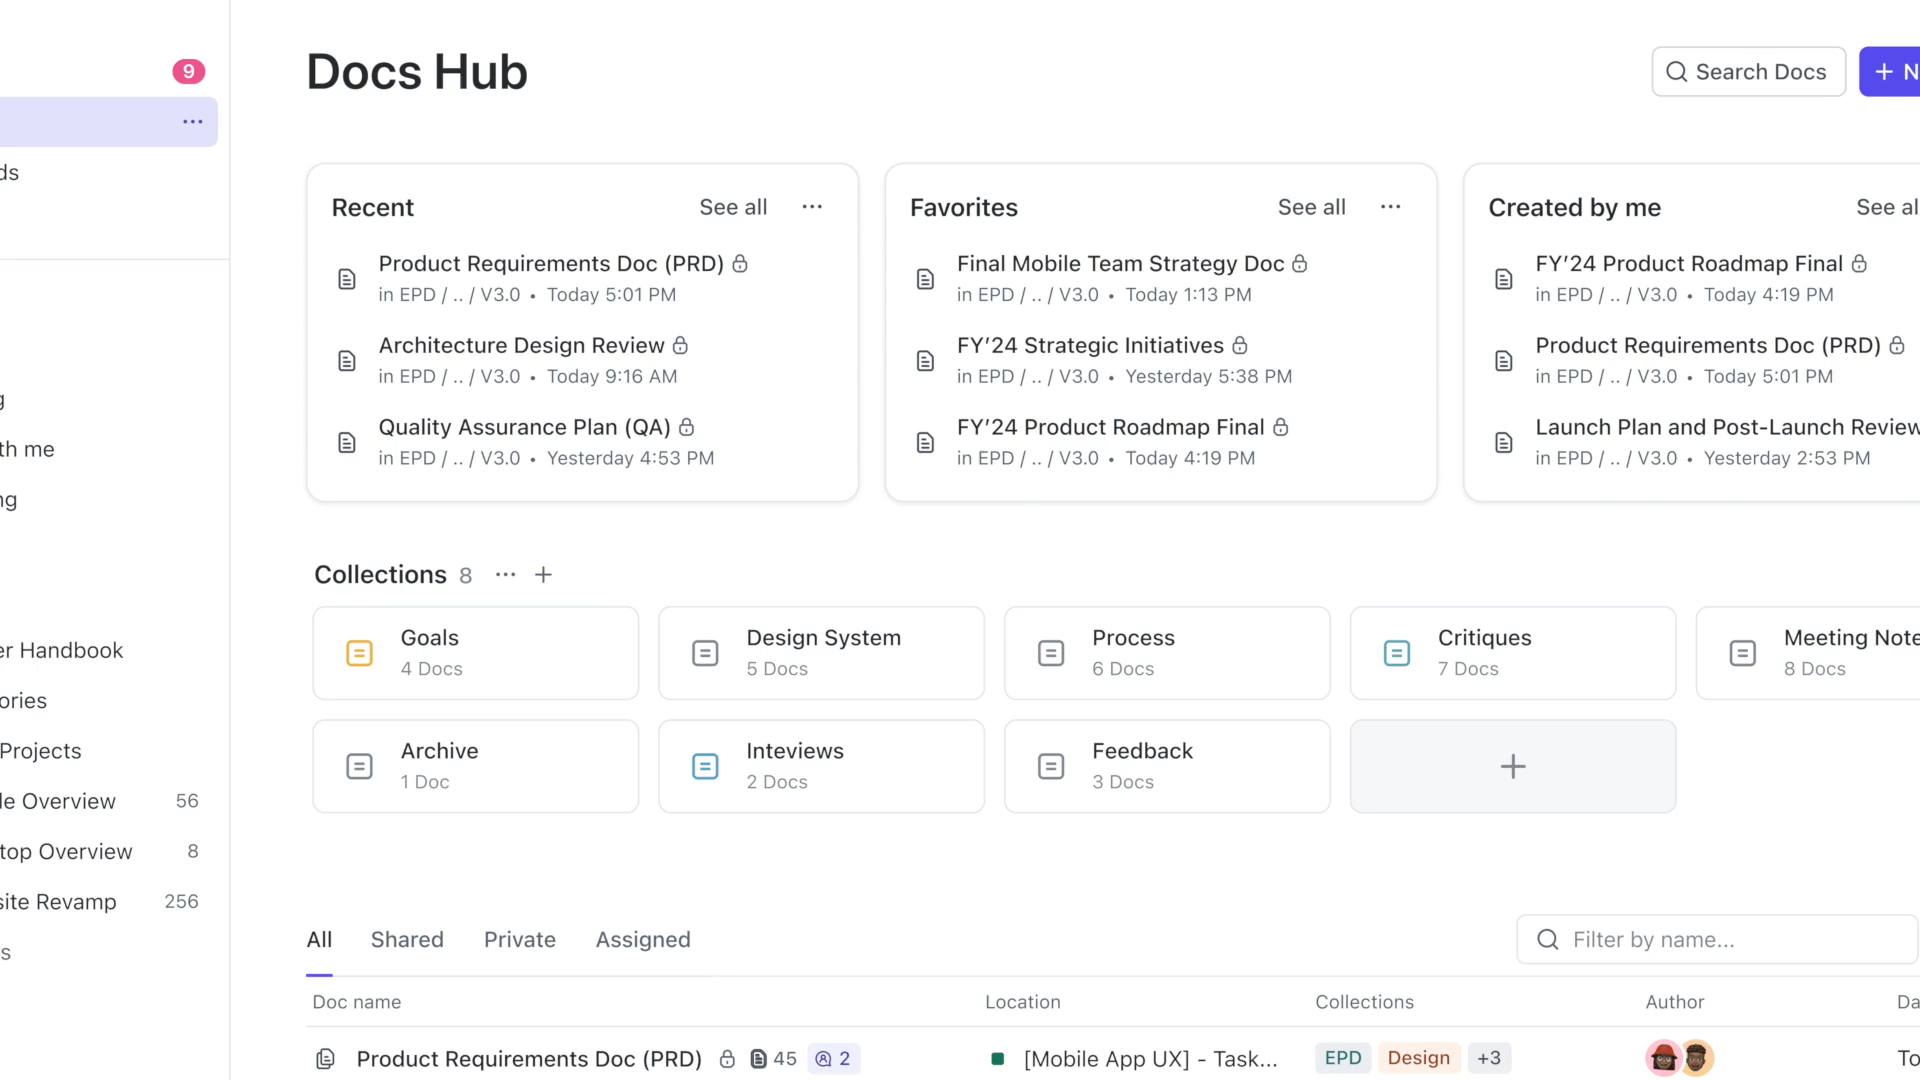 9
Docs Hub
Search Docs
+ N
ds
Recent
See all
Product Requirements Doc (PRD)
in EPD / .. / V3.0 • Today 5:01 PM
Architecture Design Review
in EPD / .. / V3.0 • Today 9:16 AM
Quality Assurance Plan (QA)
in EPD / .. / V3.0 • Yesterday 4:53 PM
Favorites
See all
Final Mobile Team Strategy Doc
in EPD / .. / V3.0 • Today 1:13 PM
FY'24 Strategic Initiatives
in EPD / .. / V3.0 • Yesterday 5:38 PM
FY'24 Product Roadmap Final
in EPD / .. / V3.0 • Today 4:19 PM
Created by me
See al
FY'24 Product Roadmap Final
in EPD / .. / V3.0 • Today 4:19 PM
Product Requirements Doc (PRD)
in EPD / .. / V3.0 • Today 5:01 PM
Launch Plan and Post-Launch Review
in EPD / .. / V3.0 • Yesterday 2:53 PM
g
th me
ng
er Handbook
ories
Projects
le Overview 56
top Overview 8
site Revamp 256
s
Collections 8
Goals
4 Docs
Design System
5 Docs
Process
6 Docs
Critiques
7 Docs
Meeting Note
8 Docs
Archive
1 Doc
Inteviews
2 Docs
Feedback
3 Docs
All Shared Private Assigned
Filter by name...
Doc name Location Collections Author Da
Product Requirements Doc (PRD) 45 2 [Mobile App UX] - Task... EPD Design +3 To